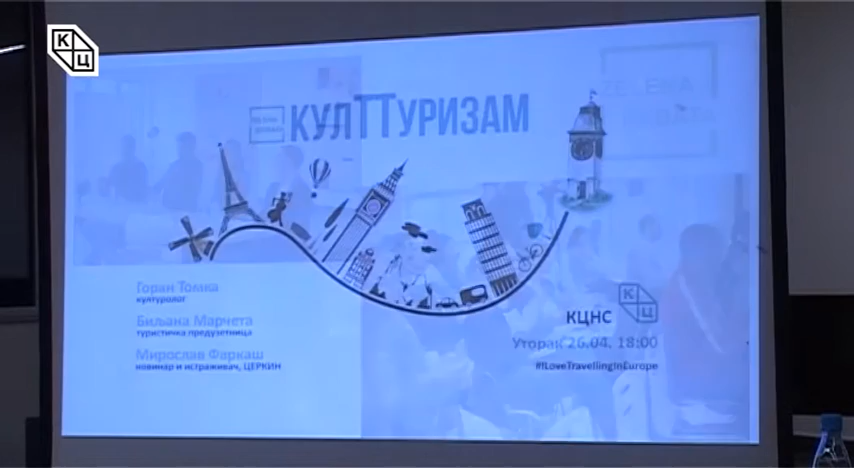 КЦ
КУЛТТУРИЗАМ
Горан Томка
културолог
Биљана Марчета
туристичка предузетница
Мирослав Фаркаш
новинар и истраживач, ЦЕРКИН
КЦ
КЦНС
Уторак 26.04. 18:00
#ILoveTravellingInEurope